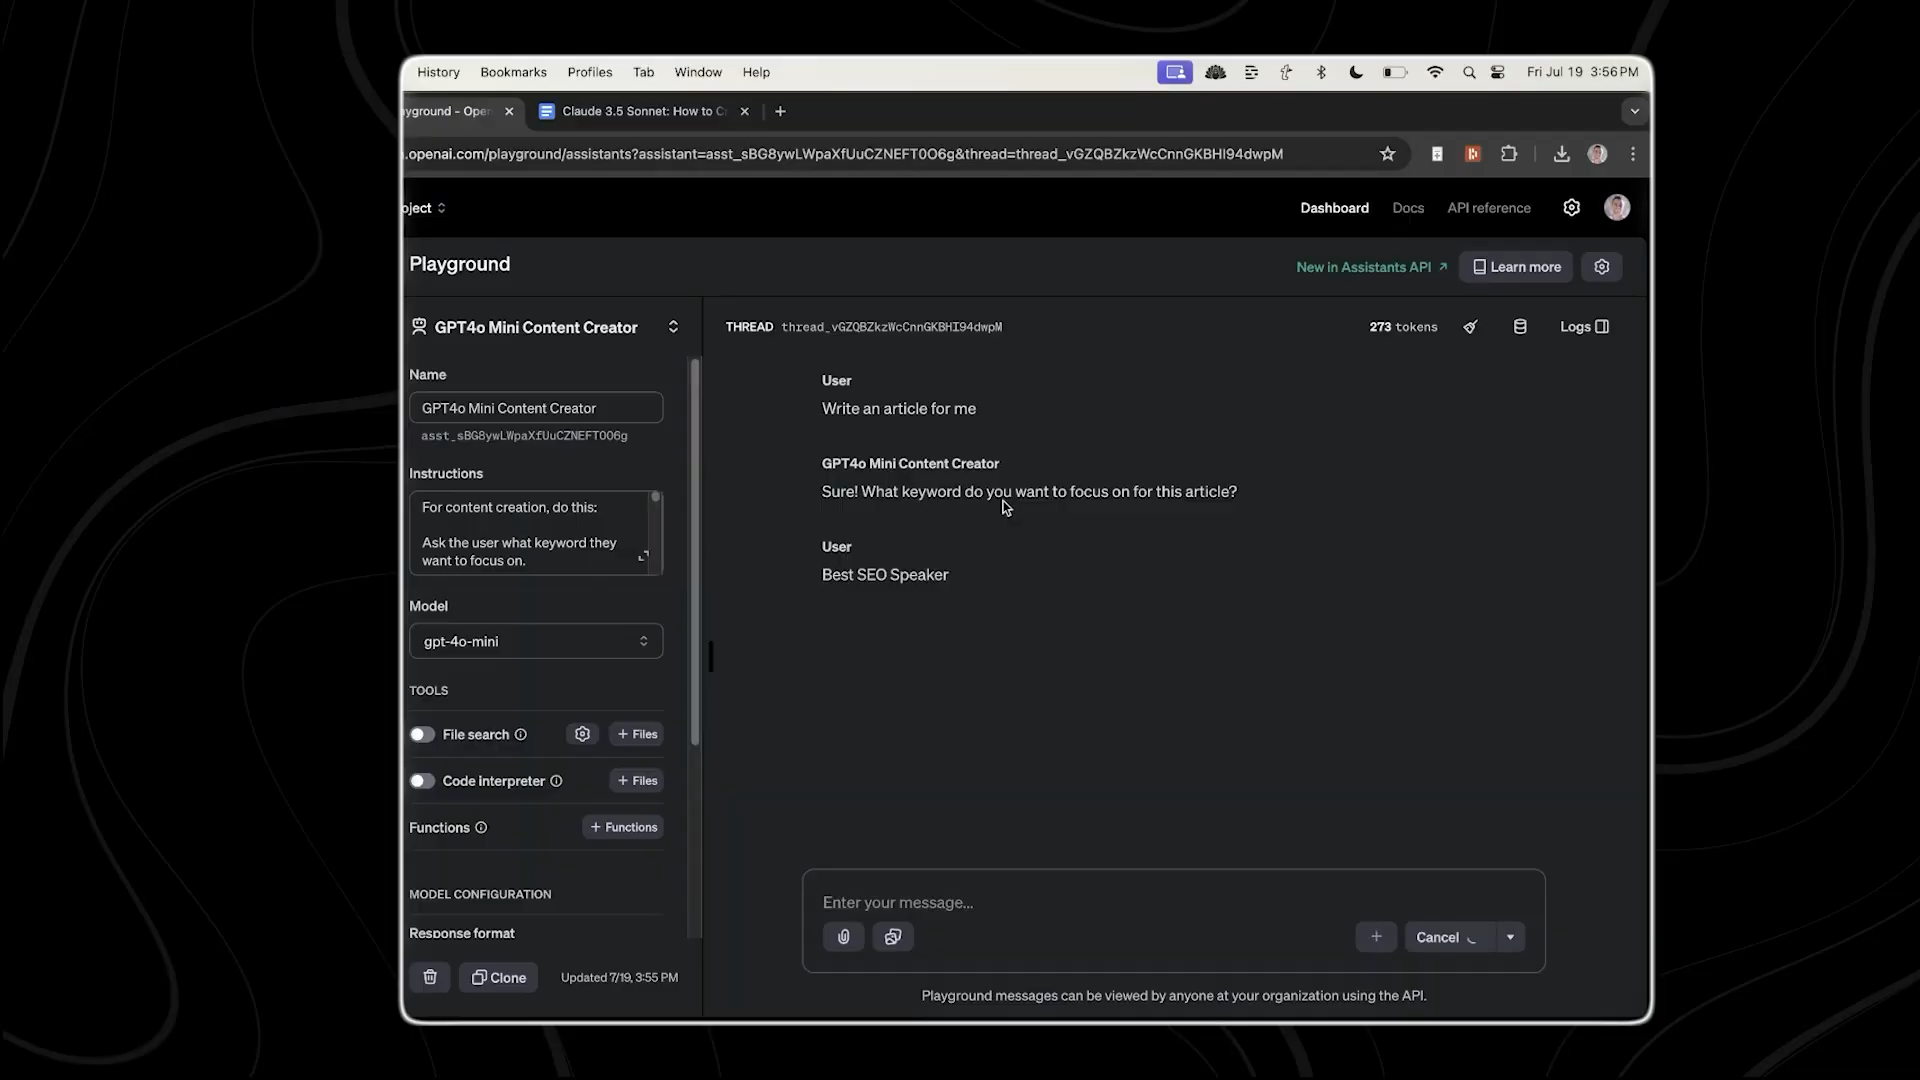 History Bookmarks Profiles Tab Window Help Fri Jul 19 3:56 PM
yground - Open Claude 3.5 Sonnet: How to C
.openai.com/playground/assistants?assistant=asst_sBG8ywLWpaXfUuCZNEFT0O6g&thread=thread_vGZQBZkzWcCnnGKBHI94dwpM
oject Dashboard Docs API reference
Playground New in Assistants API ↗ Learn more
GPT4o Mini Content Creator
THREAD thread_vGZQBZkzWcCnnGKBHI94dwpM 273 tokens Logs
Name
GPT4o Mini Content Creator
asst_sBG8ywLWpaXfUuCZNEFT0O6g
Instructions
For content creation, do this:
Ask the user what keyword they
want to focus on.
Model
gpt-4o-mini
TOOLS
File search + Files
Code interpreter + Files
Functions + Functions
MODEL CONFIGURATION
Response format
Clone Updated 7/19, 3:55 PM
User
Write an article for me
GPT4o Mini Content Creator
Sure! What keyword do you want to focus on for this article?
User
Best SEO Speaker
Enter your message...
Cancel
Playground messages can be viewed by anyone at your organization using the API.